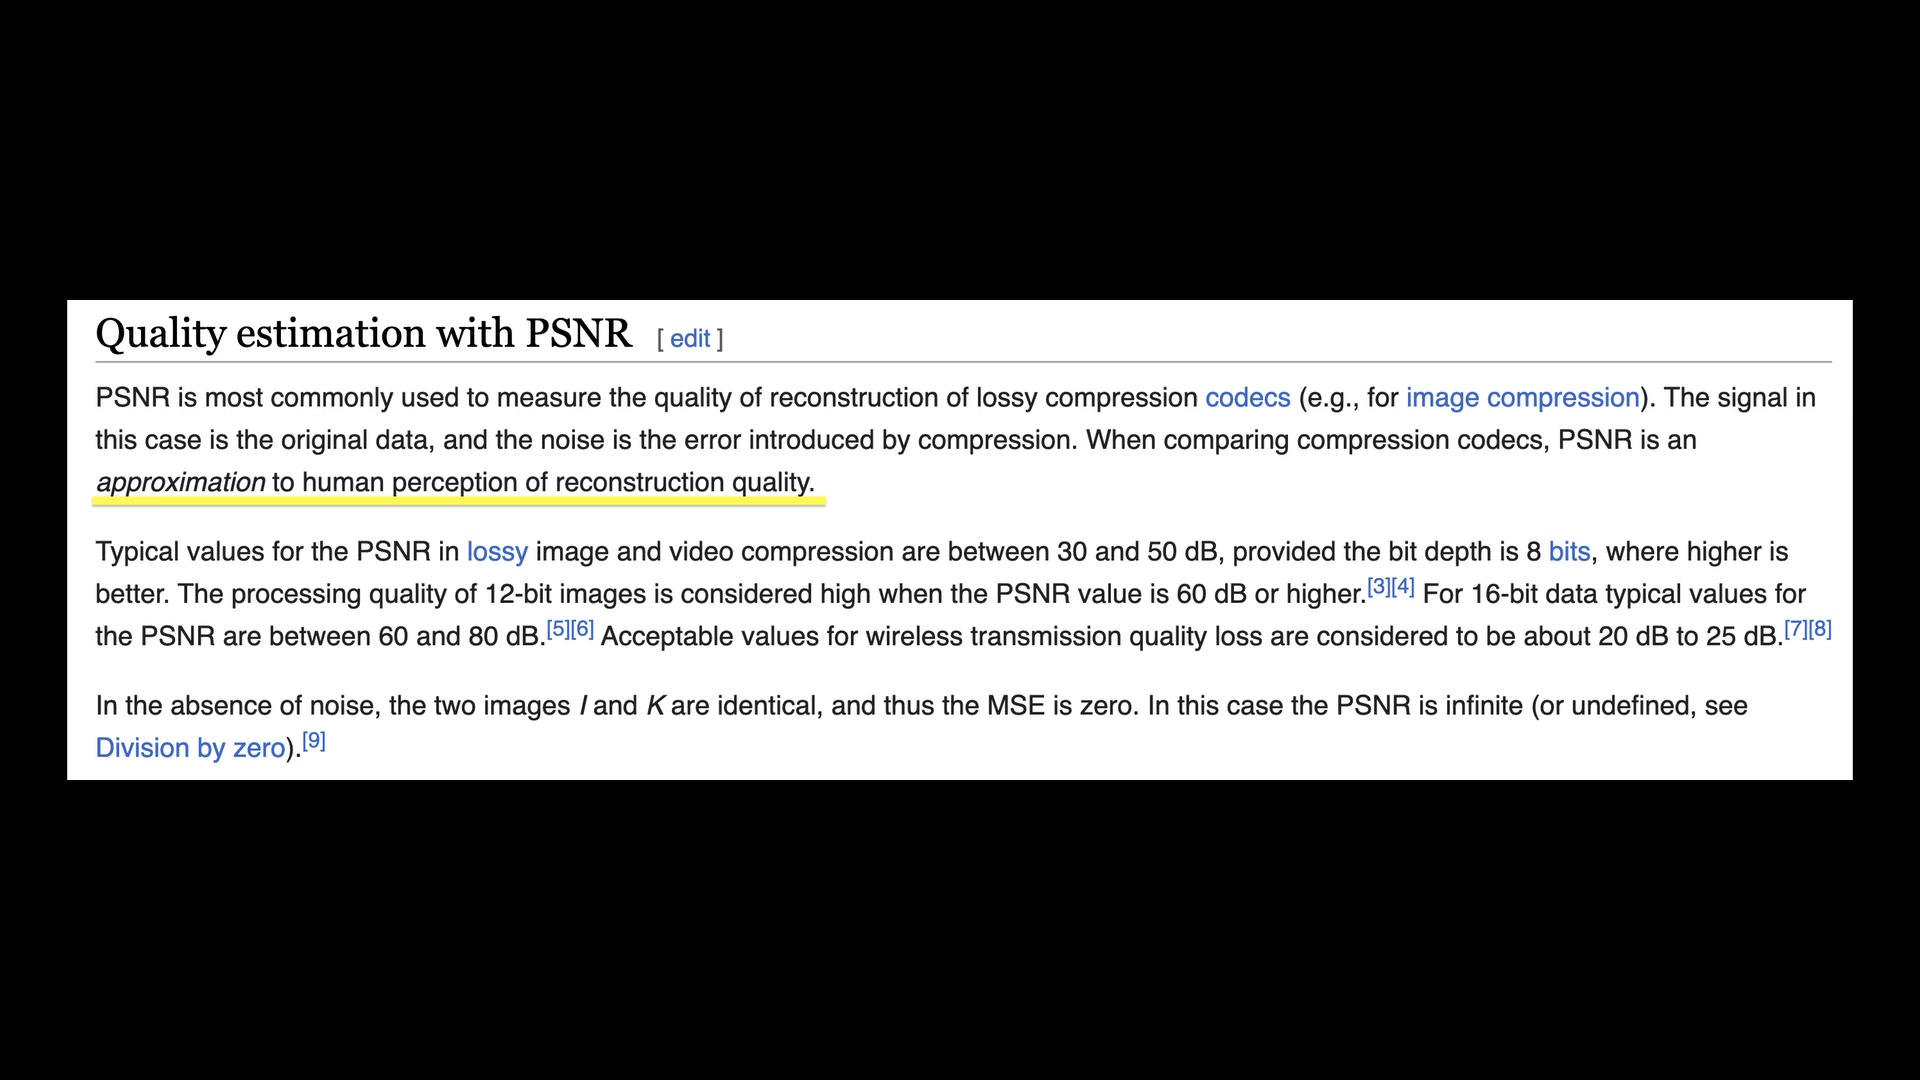 Quality estimation with PSNR [ edit ]
PSNR is most commonly used to measure the quality of reconstruction of lossy compression codecs (e.g., for image compression). The signal in
this case is the original data, and the noise is the error introduced by compression. When comparing compression codecs, PSNR is an
approximation to human perception of reconstruction quality.
Typical values for the PSNR in lossy image and video compression are between 30 and 50 dB, provided the bit depth is 8 bits, where higher is
better. The processing quality of 12-bit images is considered high when the PSNR value is 60 dB or higher.[3][4] For 16-bit data typical values for
the PSNR are between 60 and 80 dB.[5][6] Acceptable values for wireless transmission quality loss are considered to be about 20 dB to 25 dB.[7][8]
In the absence of noise, the two images I and K are identical, and thus the MSE is zero. In this case the PSNR is infinite (or undefined, see
Division by zero).[9]